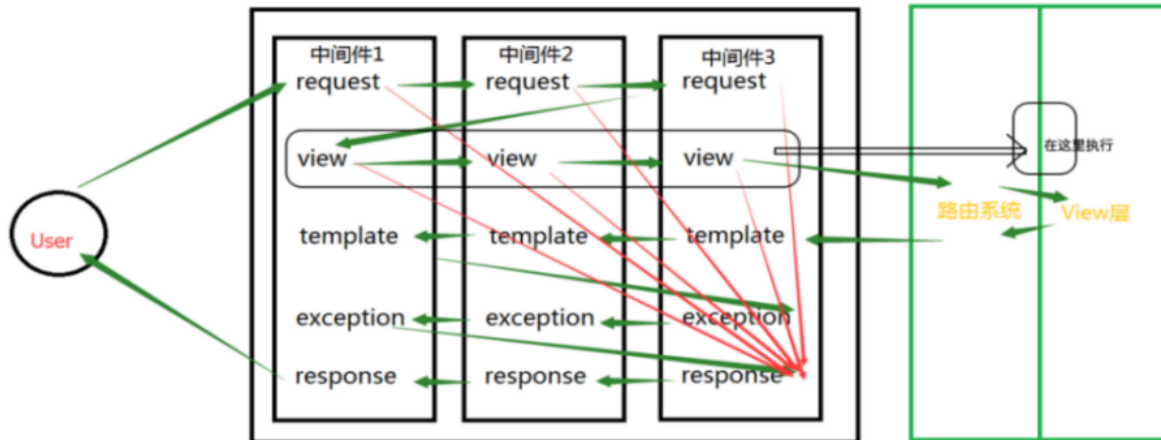 中间件1
request
view
template
exception
response
中间件2
request
view
template
exception
response
中间件3
request
view
template
exception
response
User
在这里执行
路由系统
View层